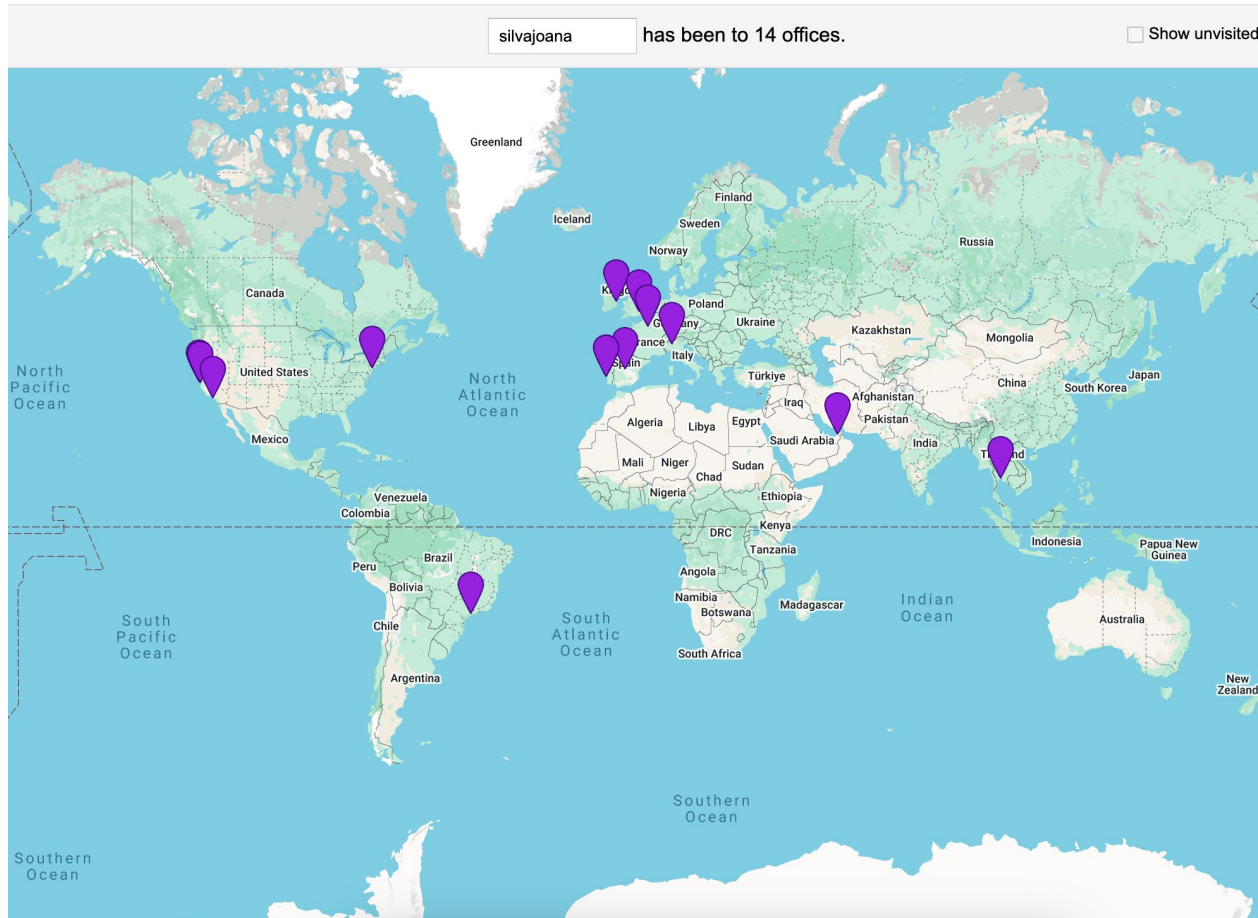 silvajoana has been to 14 offices.
Show unvisited
Greenland
Finland
Iceland
Sweden
Norway
Russia
Canada
Poland
Ukraine
Kazakhstan
Mongolia
North
Pacific
Ocean
United States
North
Atlantic
Ocean
Italy
Spain
Türkiye
China
Japan
South Korea
Iraq
Afghanistan
Pakistan
Mexico
Algeria
Libya
Egypt
Saudi Arabia
India
Mali
Niger
Chad
Sudan
Nigeria
Ethiopia
Venezuela
Colombia
DRC
Kenya
Tanzania
Indonesia
Papua New
Guinea
Peru
Brazil
Bolivia
Angola
Namibia
Botswana
Madagascar
South
Pacific
Ocean
Chile
South
Atlantic
Ocean
Indian
Ocean
Australia
South Africa
Argentina
New
Zealand
Southern
Ocean
Southern
Ocean